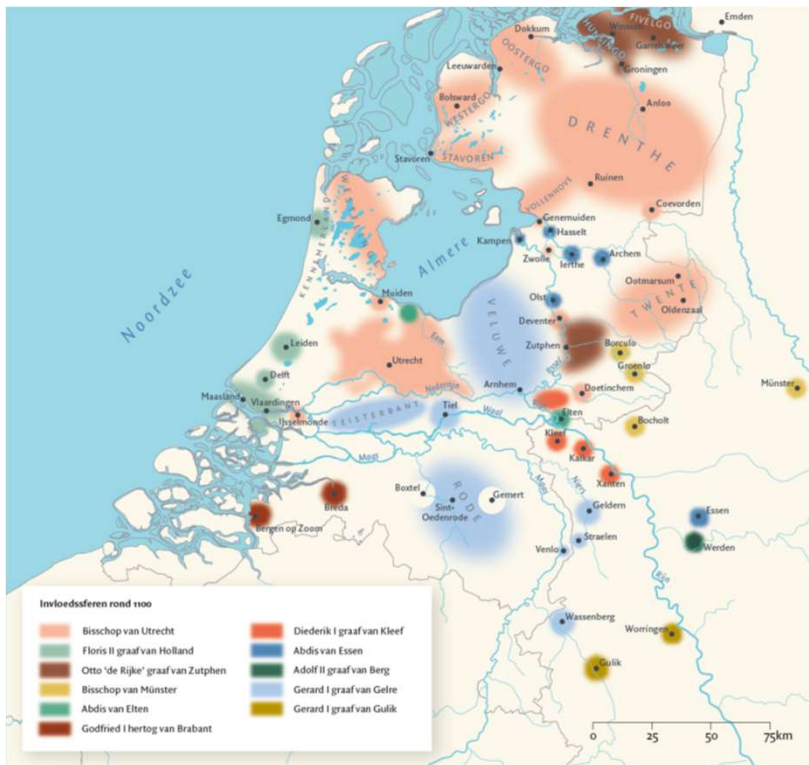 Emden
FIVELGO
Winsum
HUNSINGO
Dokkum
Groningen
OOSTERGO
Leeuwarden
Bolsward
WESTERGO
Anloo
DRENTHE
Stavoren
STAVOREN
Ruinen
VOLLENHOVE
Coevorden
Egmond
KENNEMERLAND
Genemuiden
Hasselt
Kampen
Almere
Zwolle
Ierthe
Archem
Noordzee
Ootmarsum
TWENTE
Oldenzaal
Muiden
Olst
VELUWE
Deventer
Eem
Leiden
Zutphen
Borculo
Utrecht
IJssel
Groenlo
Delft
Münster
Maasland
Nederrijn
Arnhem
Doetinchem
Vlaardingen
TEISTERBANT
Tiel
Waal
Elten
IJsselmonde
Bocholt
Kleef
Maas
Kalkar
Xanten
Boxtel
Gemert
Maas
Niers
Breda
Sint-
Oedenrode
RODE
Geldern
Essen
Bergen op Zoom
Straelen
Werden
Venlo
Rijn
Invloedssferen rond 1100
Bisschop van Utrecht
Floris II graaf van Holland
Otto ‘de Rijke’ graaf van Zutphen
Bisschop van Münster
Abdis van Elten
Godfried I hertog van Brabant
Diederik I graaf van Kleef
Abdis van Essen
Adolf II graaf van Berg
Gerard I graaf van Gelre
Gerard I graaf van Gulik
Wassenberg
Worringen
Gulik
0 25 50 75km